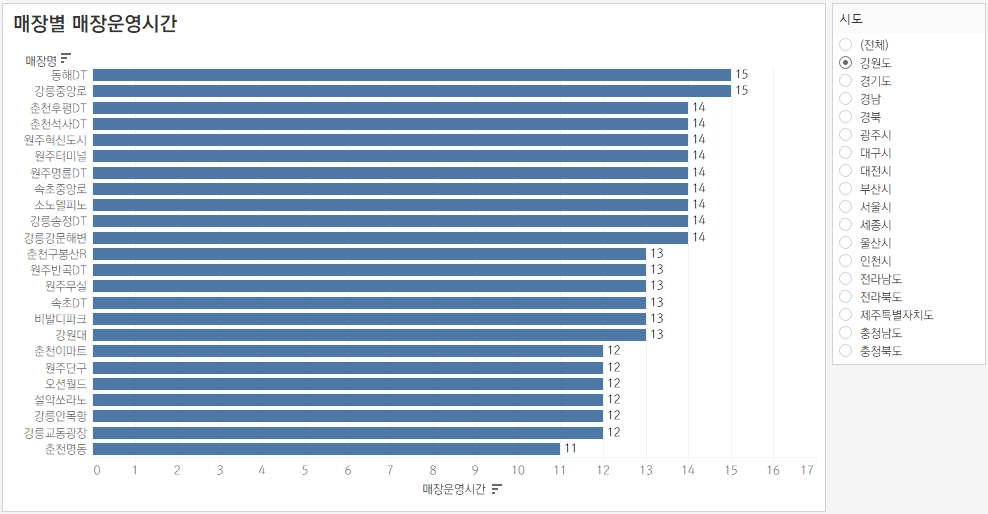 매장별 매장운영시간
매장명
동해DT 15
강릉중앙로 15
춘천후평DT 14
춘천석사DT 14
원주혁신도시 14
원주터미널 14
원주명륜DT 14
속초중앙로 14
소노델피노 14
강릉송정DT 14
강릉강문해변 14
춘천구봉산R 13
원주반곡DT 13
원주무실 13
속초DT 13
비발디파크 13
강원대 13
춘천이마트 12
원주단구 12
오션월드 12
설악쏘라노 12
강릉안목항 12
강릉교동광장 12
춘천명동 11
0 1 2 3 4 5 6 7 8 9 10 11 12 13 14 15 16 17
매장운영시간
시도
(전체)
강원도
경기도
경남
경북
광주시
대구시
대전시
부산시
서울시
세종시
울산시
인천시
전라남도
전라북도
제주특별자치도
충청남도
충청북도